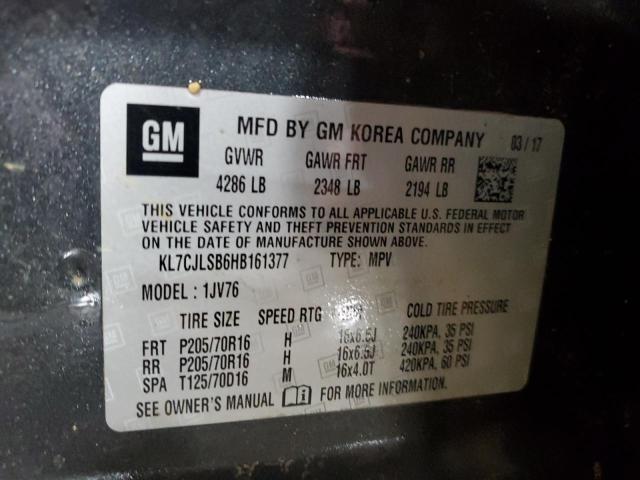 GM
MFD BY GM KOREA COMPANY 03/17
GVWR GAWR FRT GAWR RR
4286 LB 2348 LB 2194 LB
THIS VEHICLE CONFORMS TO ALL APPLICABLE U.S. FEDERAL MOTOR
VEHICLE SAFETY AND THEFT PREVENTION STANDARDS IN EFFECT
ON THE DATE OF MANUFACTURE SHOWN ABOVE.
KL7CJLSB6HB161377 TYPE: MPV
MODEL : 1JV76
TIRE SIZE SPEED RTG COLD TIRE PRESSURE
FRT P205/70R16 H 16x6.5J 240KPA, 35 PSI
RR P205/70R16 H 16x6.5J 240KPA, 35 PSI
SPA T125/70D16 M 16x4.0T 420KPA, 60 PSI
SEE OWNER'S MANUAL FOR MORE INFORMATION